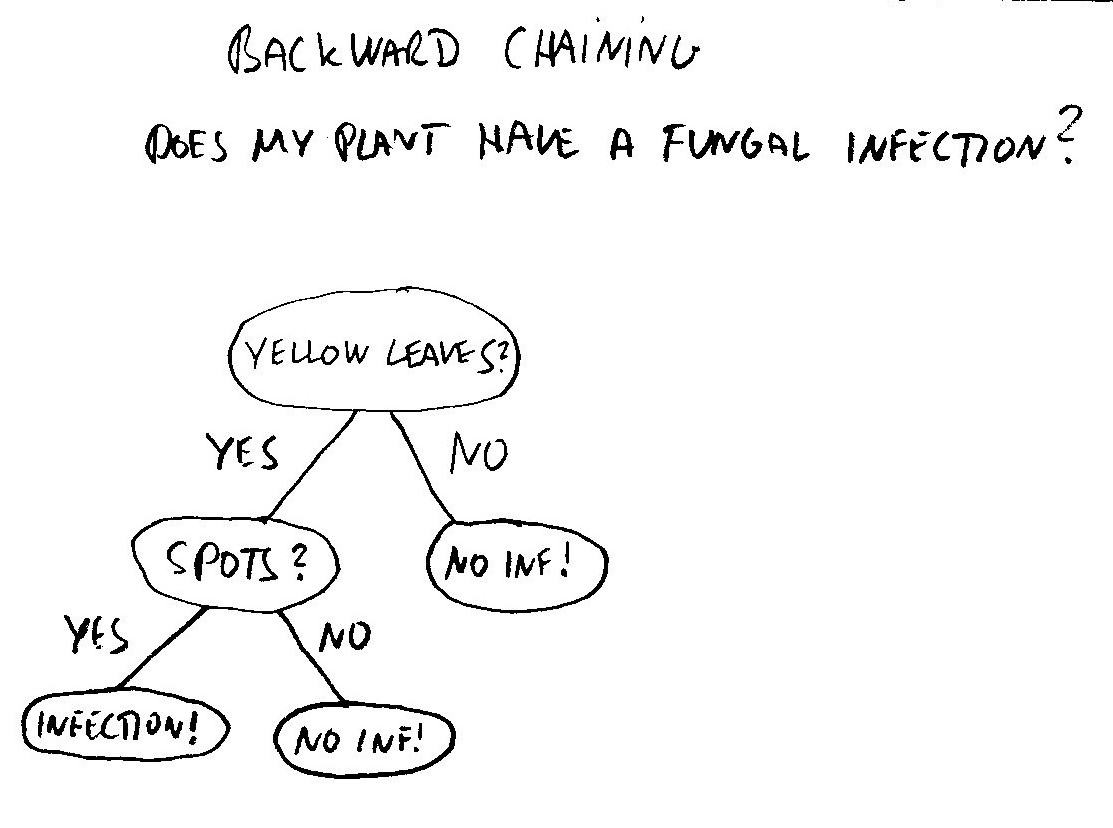 BACKWARD CHAINING
DOES MY PLANT HAVE A FUNGAL INFECTION?
YELLOW LEAVES?
YES
NO
SPOTS?
NO INF!
YES
NO
INFECTION!
NO INF!